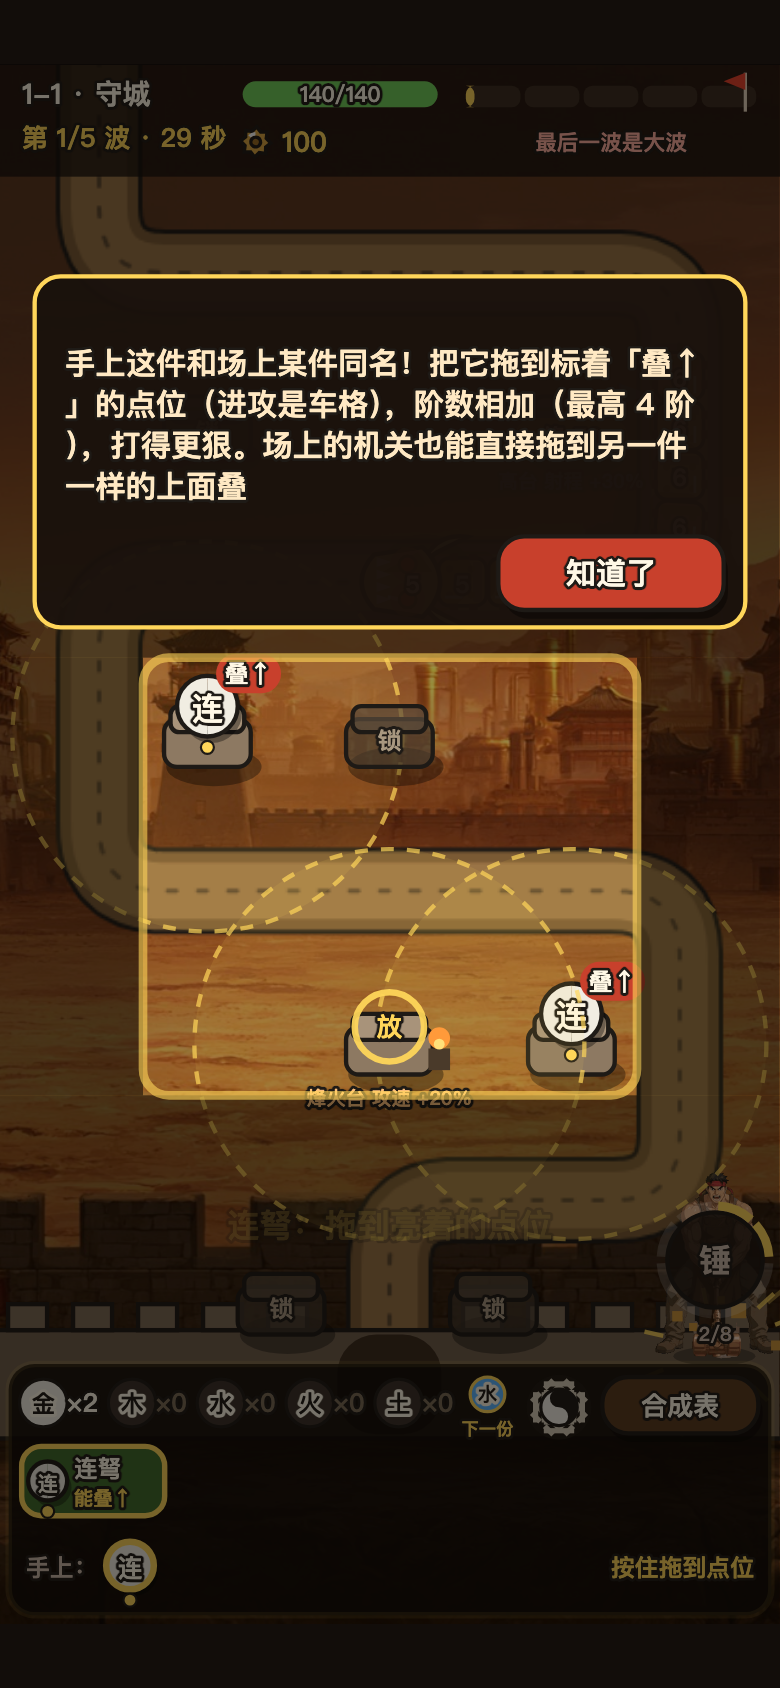 1–1 · 守城
140/140
第 1/5 波 · 29 秒
100
最后一波是大波
手上这件和场上某件同名！把它拖到标着「叠↑
」的点位（进攻是车格），阶数相加（最高 4 阶
），打得更狠。场上的机关也能直接拖到另一件
一样的上面叠
知道了
叠↑
连
锁
叠↑
放
连
烽火台 攻速 +20%
连弩：拖到亮着的点位
锤
锁
锁
2/8
金×2
木×0
水×0
火×0
土×0
水
下一份
合成表
连
连弩
能叠↑
手上：
连
按住拖到点位